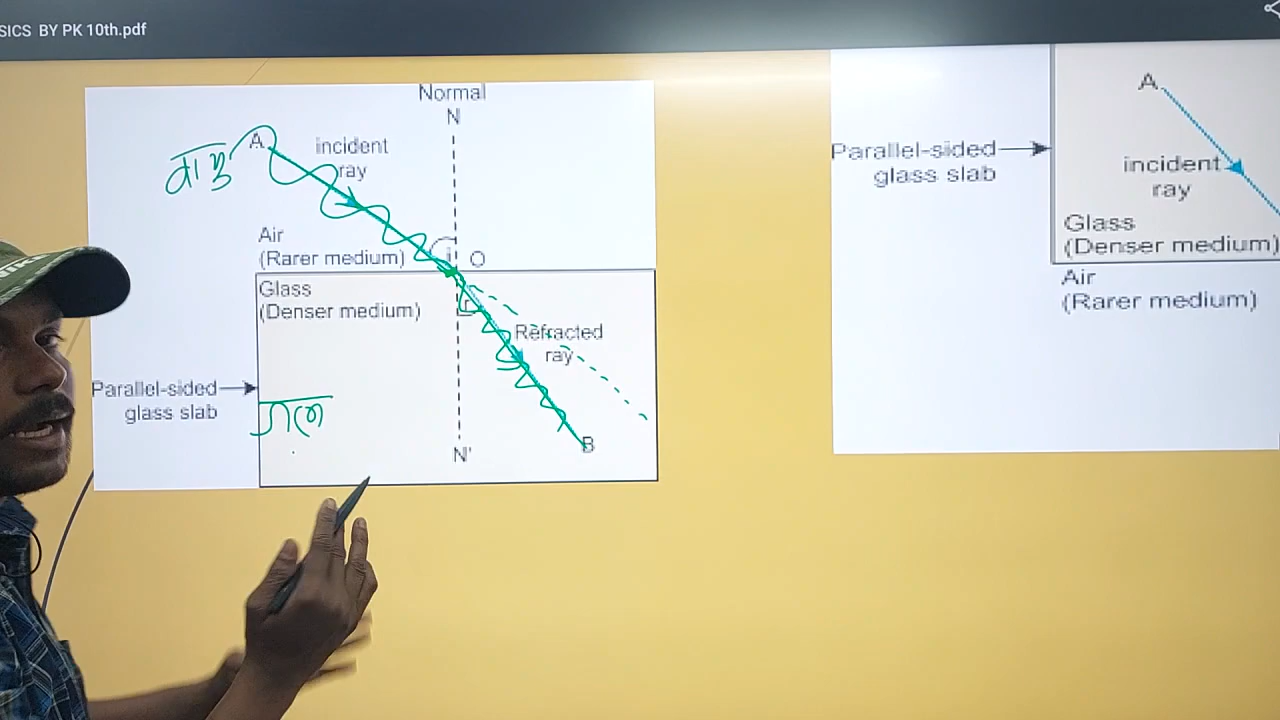 SICS BY PK 10th.pdf
Normal
N
A
incident
ray
वायु
Air
(Rarer medium)
i
O
Glass
(Denser medium)
r
Refracted
ray
Parallel-sided
glass slab
B
N'
A
Parallel-sided
glass slab
incident
ray
Glass
(Denser medium)
Air
(Rarer medium)